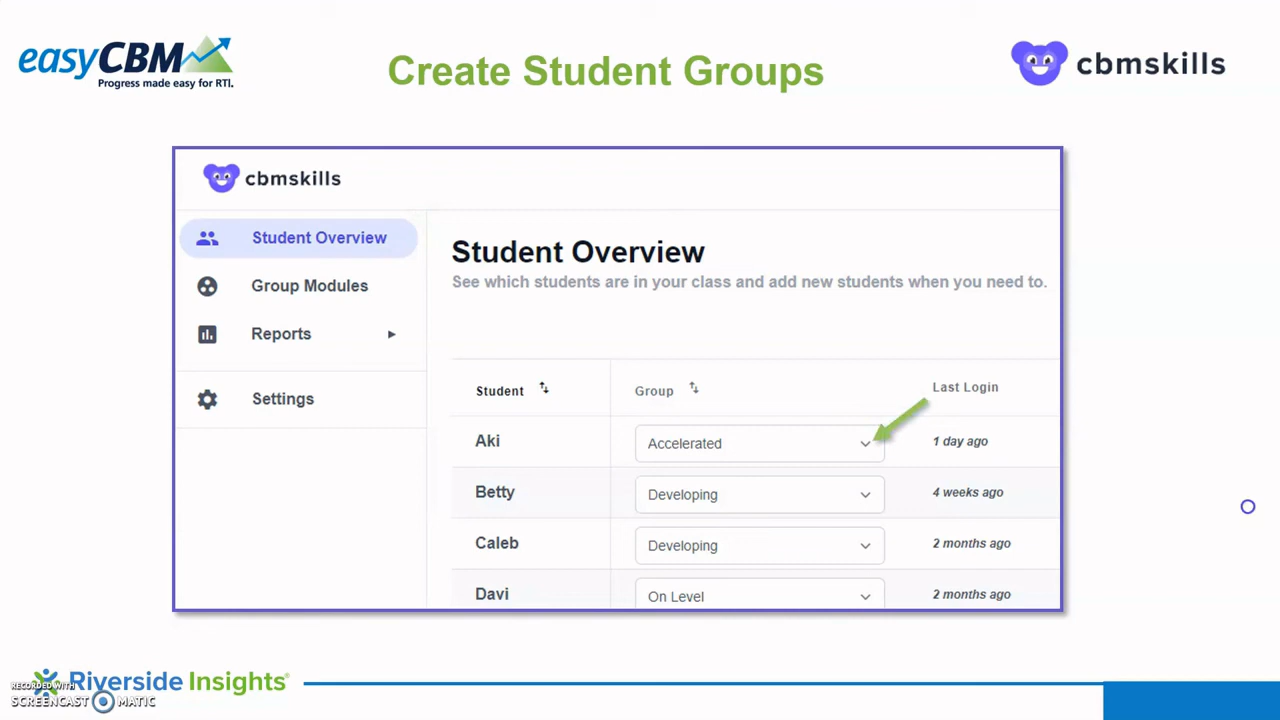 easyCBM
Progress made easy for RTI.
Create Student Groups
cbmskills
cbmskills
Student Overview
Group Modules
Reports
Settings
Student Overview
See which students are in your class and add new students when you need to.
Student Group Last Login
Aki Accelerated 1 day ago
Betty Developing 4 weeks ago
Caleb Developing 2 months ago
Davi On Level 2 months ago
Riverside Insights®
RECORDED WITH
SCREENCAST MATIC